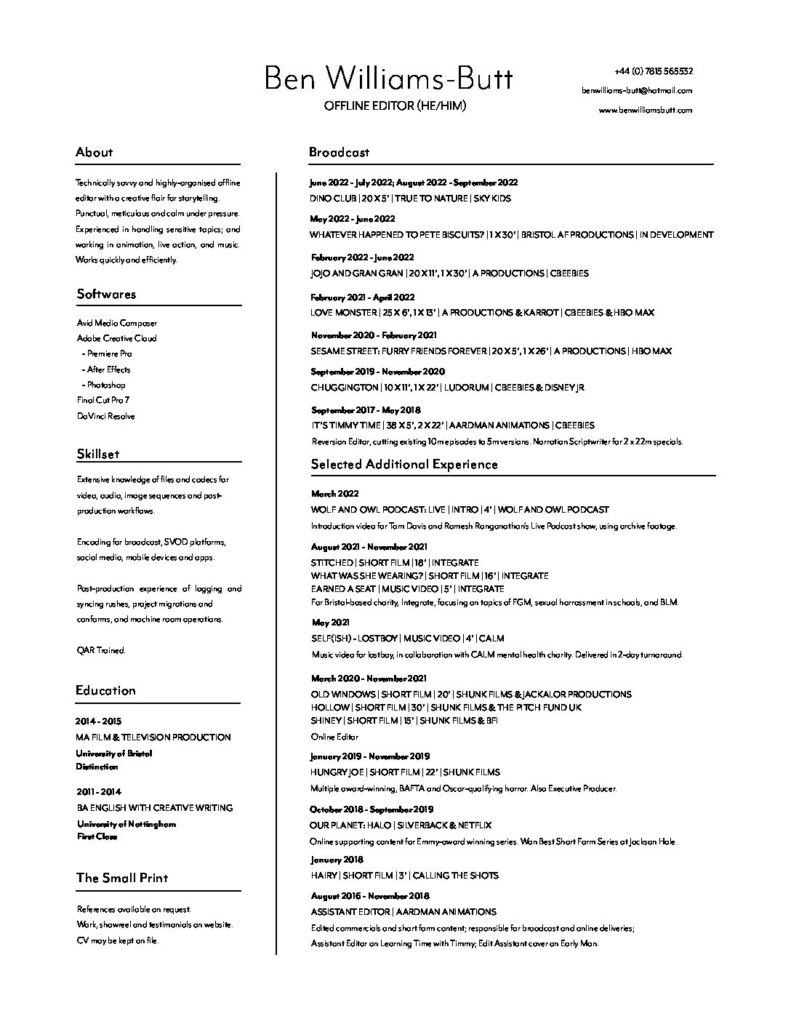 Ben Williams-Butt
OFFLINE EDITOR (HE/HIM)
+44 (0) 7815 565532
benwilliams-butt@hotmail.com
www.benwilliamsbutt.com
About
Technically savvy and highly-organised offline
editor with a creative flair for storytelling.
Punctual, meticulous and calm under pressure.
Experienced in handling sensitive topics; and
working in animation, live action, and music.
Works quickly and efficiently.
Softwares
Avid Media Composer
Adobe Creative Cloud
- Premiere Pro
- After Effects
- Photoshop
Final Cut Pro 7
DaVinci Resolve
Skillset
Extensive knowledge of files and codecs for
video, audio, image sequences and post-
production workflows.
Encoding for broadcast, SVOD platforms,
social media, mobile devices and apps.
Post-production experience of logging and
syncing rushes, project migrations and
conforms, and machine room operations.
QAR Trained.
Education
2014 - 2015
MA FILM & TELEVISION PRODUCTION
University of Bristol
Distinction
2011 - 2014
BA ENGLISH WITH CREATIVE WRITING
University of Nottingham
First Class
The Small Print
References available on request.
Work, showreel and testimonials on website.
CV may be kept on file.
Broadcast
June 2022 - July 2022; August 2022 - September 2022
DINO CLUB | 20 X 5' | TRUE TO NATURE | SKY KIDS
May 2022 - June 2022
WHATEVER HAPPENED TO PETE BISCUITS? | 1 X 30' | BRISTOL AF PRODUCTIONS | IN DEVELOPMENT
February 2022 - June 2022
JOJO AND GRAN GRAN | 20 X 11', 1 X 30' | A PRODUCTIONS | CBEEBIES
February 2021 - April 2022
LOVE MONSTER | 25 X 6', 1 X 13' | A PRODUCTIONS & KARROT | CBEEBIES & HBO MAX
November 2020 - February 2021
SESAME STREET: FURRY FRIENDS FOREVER | 20 X 5', 1 X 26' | A PRODUCTIONS | HBO MAX
September 2019 - November 2020
CHUGGINGTON | 10 X 11', 1 X 22' | LUDORUM | CBEEBIES & DISNEY JR
September 2017 - May 2018
IT'S TIMMY TIME | 38 X 5', 2 X 22' | AARDMAN ANIMATIONS | CBEEBIES
Reversion Editor, cutting existing 10m episodes to 5m versions. Narration Scriptwriter for 2 x 22m specials.
Selected Additional Experience
March 2022
WOLF AND OWL PODCAST: LIVE | INTRO | 4' | WOLF AND OWL PODCAST
Introduction video for Tom Davis and Romesh Ranganathan's Live Podcast show, using archive footage.
August 2021 - November 2021
STITCHED | SHORT FILM | 18' | INTEGRATE
WHAT WAS SHE WEARING? | SHORT FILM | 16' | INTEGRATE
EARNED A SEAT | MUSIC VIDEO | 5' | INTEGRATE
For Bristol-based charity, Integrate, focusing on topics of FGM, sexual harrassment in schools, and BLM.
May 2021
SELF(ISH) - LOSTBOY | MUSIC VIDEO | 4' | CALM
Music video for lostboy, in collaboration with CALM mental health charity. Delivered in 2-day turnaround.
March 2020 - November 2021
OLD WINDOWS | SHORT FILM | 20' | SHUNK FILMS & JACKALOR PRODUCTIONS
HOLLOW | SHORT FILM | 30' | SHUNK FILMS & THE PITCH FUND UK
SHINEY | SHORT FILM | 15' | SHUNK FILMS & BFI
Online Editor
January 2019 - November 2019
HUNGRY JOE | SHORT FILM | 22' | SHUNK FILMS
Multiple award-winning, BAFTA and Oscar-qualifying horror. Also Executive Producer.
October 2018 - September 2019
OUR PLANET: HALO | SILVERBACK & NETFLIX
Online supporting content for Emmy-award winning series. Won Best Short Form Series at Jackson Hole.
January 2018
HAIRY | SHORT FILM | 3' | CALLING THE SHOTS
August 2016 - November 2018
ASSISTANT EDITOR | AARDMAN ANIMATIONS
Edited commercials and short form content; responsible for broadcast and online deliveries;
Assistant Editor on Learning Time with Timmy; Edit Assistant cover on Early Man.